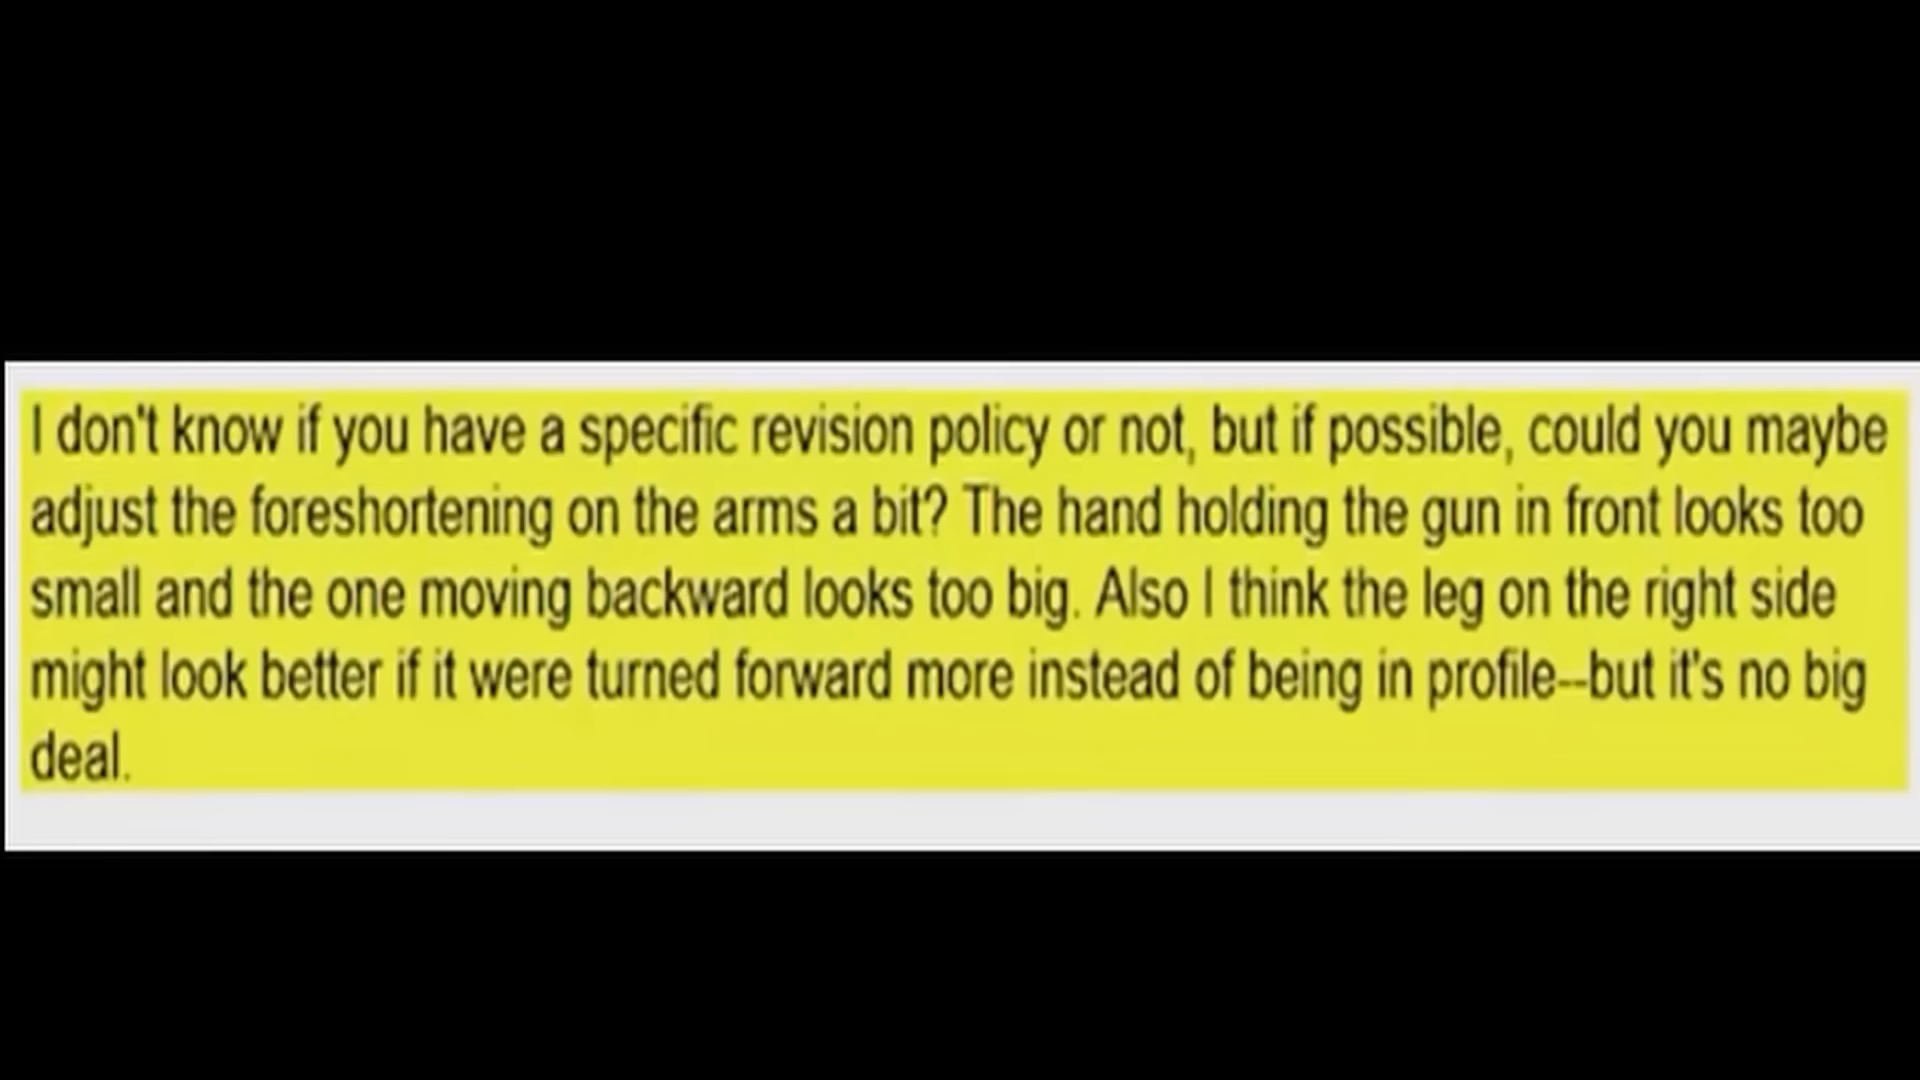 I don't know if you have a specific revision policy or not, but if possible, could you maybe
adjust the foreshortening on the arms a bit? The hand holding the gun in front looks too
small and the one moving backward looks too big. Also I think the leg on the right side
might look better if it were turned forward more instead of being in profile--but it's no big
deal.